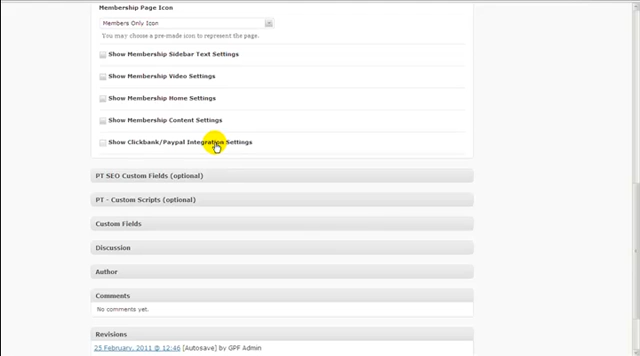 Membership Page Icon
Members Only Icon
You may choose a pre-made icon to represent the page.
Show Membership Sidebar Text Settings
Show Membership Video Settings
Show Membership Home Settings
Show Membership Content Settings
Show Clickbank/Paypal Integration Settings
PT SEO Custom Fields (optional)
PT - Custom Scripts (optional)
Custom Fields
Discussion
Author
Comments
No comments yet.
Revisions
25 February, 2011 @ 12:46 [Autosave] by GPF Admin